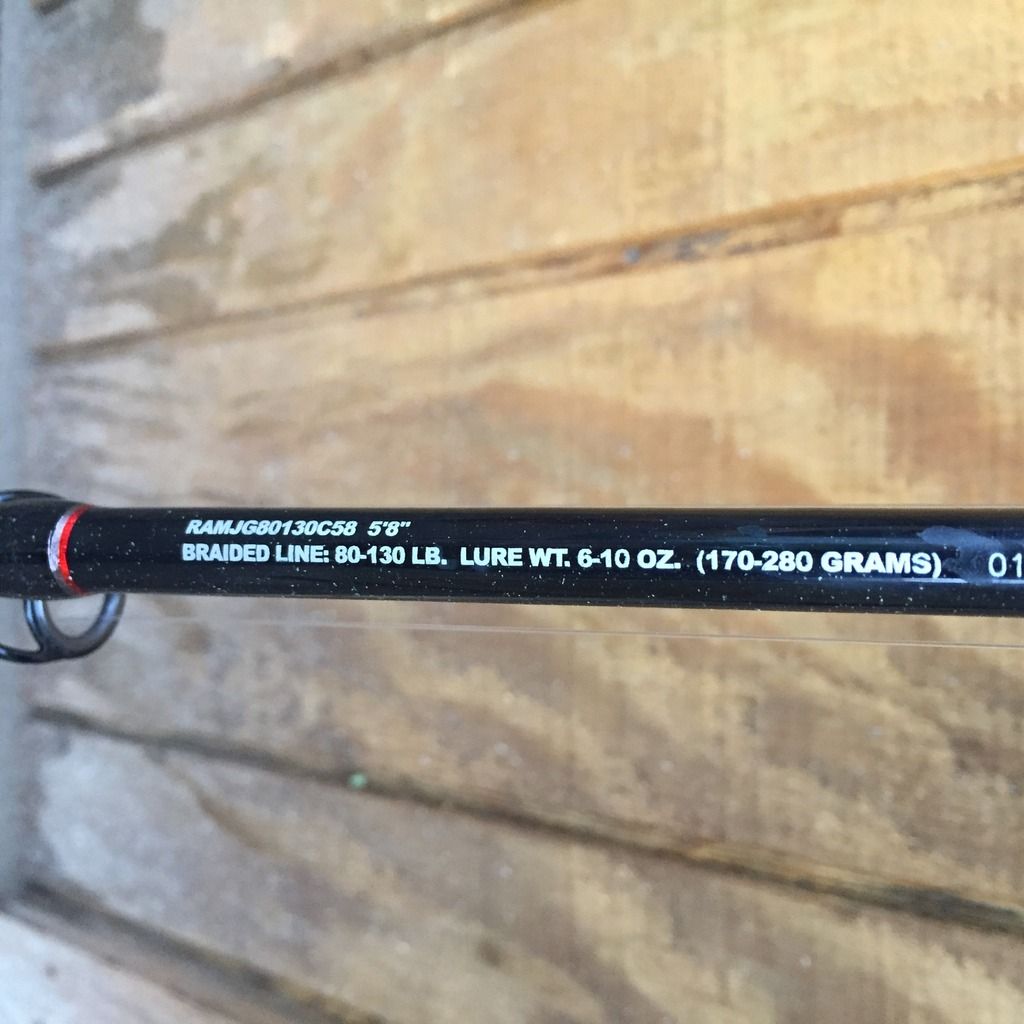 RAMJG80130C58 5'8"
BRAIDED LINE: 80-130 LB. LURE WT. 6-10 OZ. (170-280 GRAMS) 01